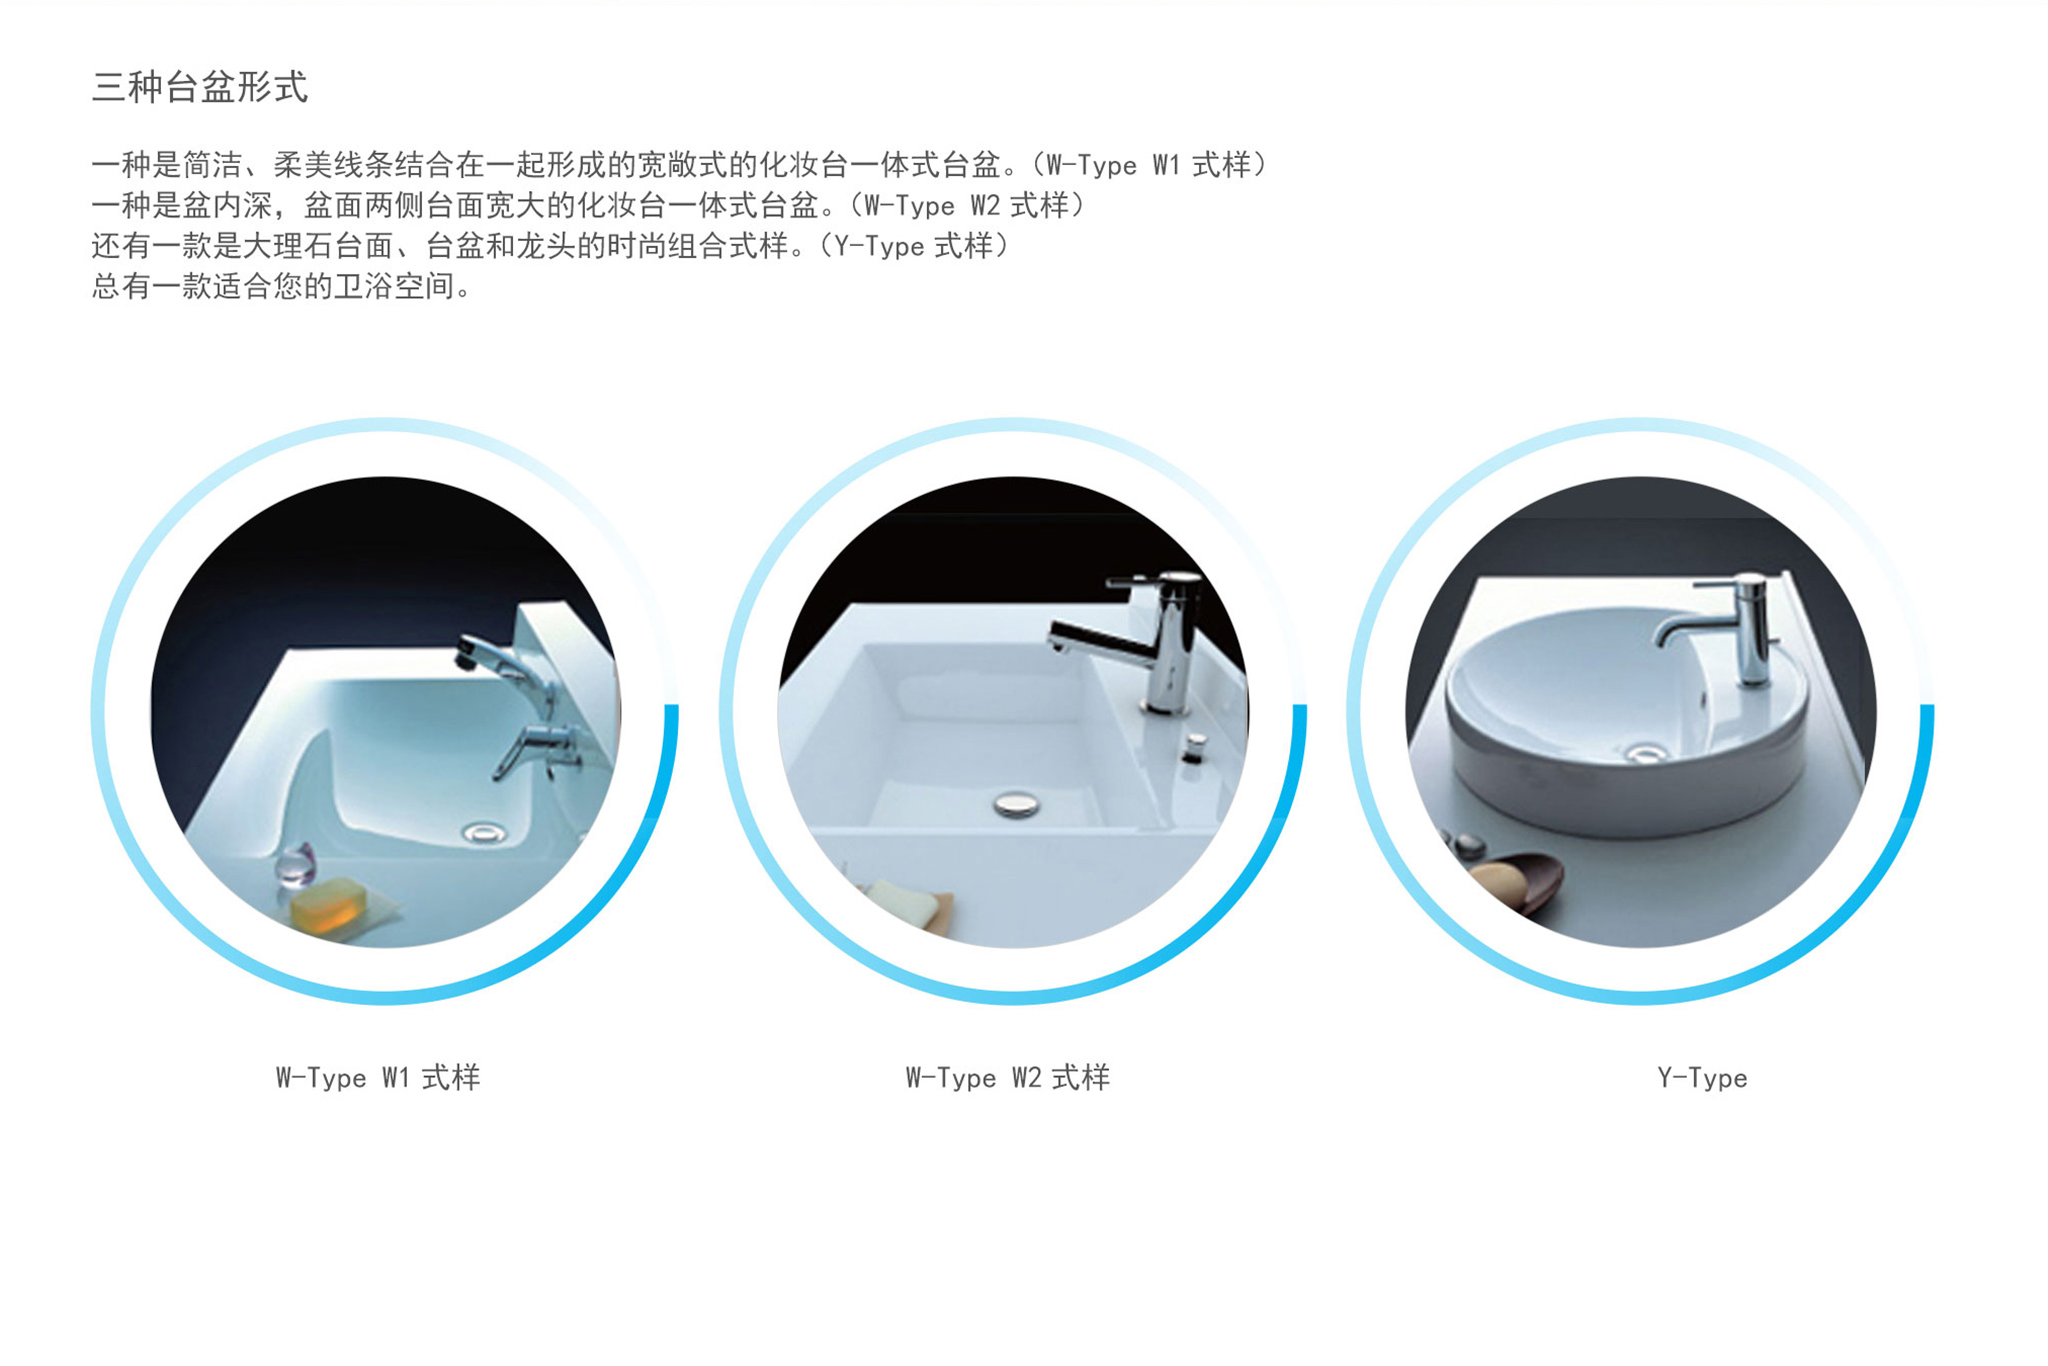 三种台盆形式
一种是简洁、柔美线条结合在一起形成的宽敞式的化妆台一体式台盆。（W-Type W1 式样）
一种是盆内深，盆面两侧台面宽大的化妆台一体式台盆。（W-Type W2 式样）
还有一款是大理石台面、台盆和龙头的时尚组合式样。（Y-Type 式样）
总有一款适合您的卫浴空间。
W-Type W1 式样
W-Type W2 式样
Y-Type